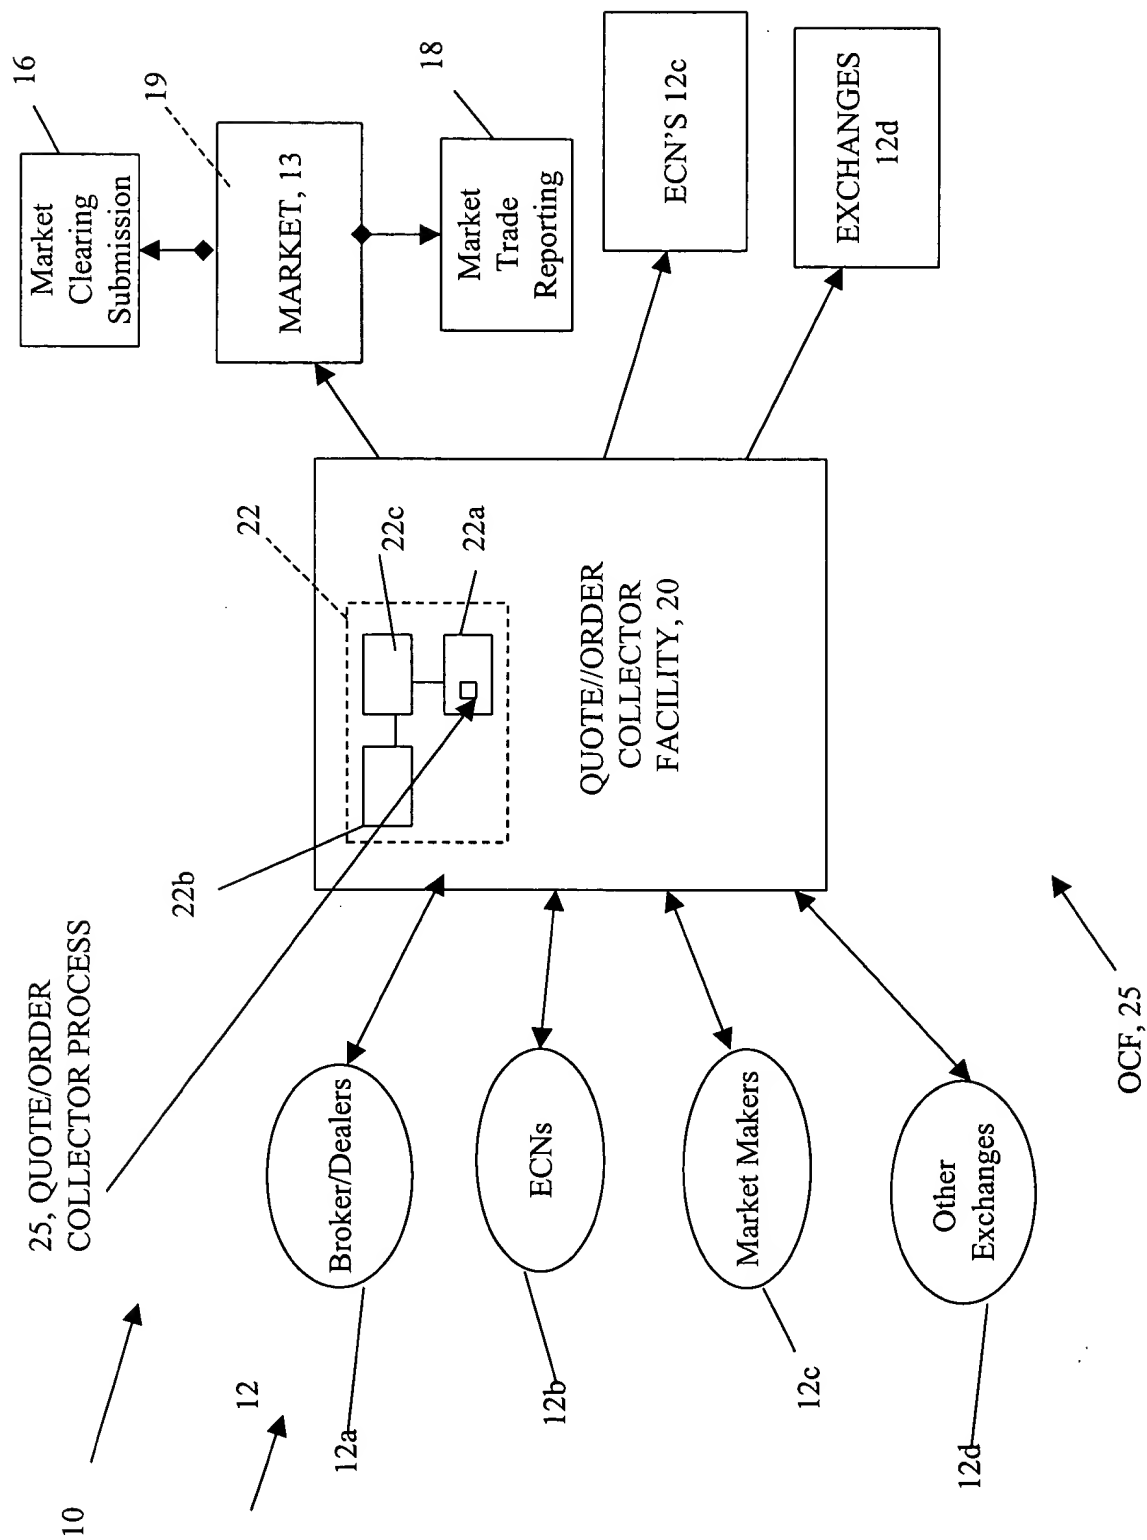 10
12
25, QUOTE/ORDER
COLLECTOR PROCESS
12a
Broker/Dealers
12b
ECNs
12c
Market Makers
12d
Other
Exchanges
22b
22
22c
22a
QUOTE//ORDER
COLLECTOR
FACILITY, 20
16
Market
Clearing
Submission
19
MARKET, 13
18
Market
Trade
Reporting
ECN'S 12c
EXCHANGES
12d
OCF, 25